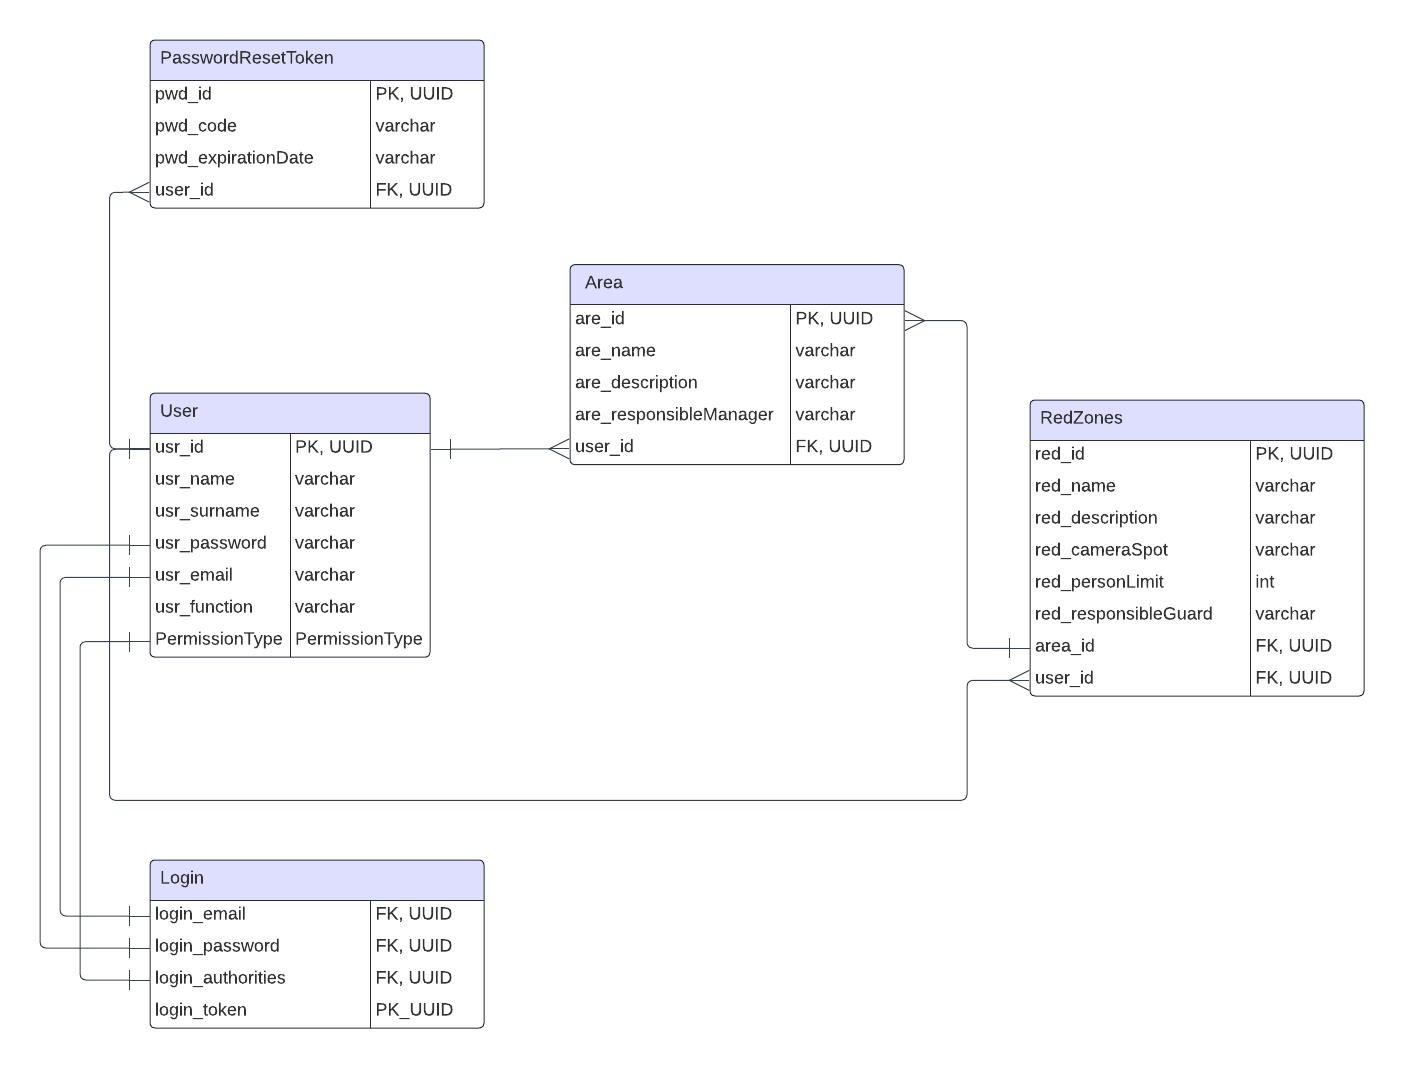 PasswordResetToken
pwd_id PK, UUID
pwd_code varchar
pwd_expirationDate varchar
user_id FK, UUID
Area
are_id PK, UUID
are_name varchar
are_description varchar
are_responsibleManager varchar
user_id FK, UUID
User
usr_id PK, UUID
usr_name varchar
usr_surname varchar
usr_password varchar
usr_email varchar
usr_function varchar
PermissionType PermissionType
RedZones
red_id PK, UUID
red_name varchar
red_description varchar
red_cameraSpot varchar
red_personLimit int
red_responsibleGuard varchar
area_id FK, UUID
user_id FK, UUID
Login
login_email FK, UUID
login_password FK, UUID
login_authorities FK, UUID
login_token PK_UUID